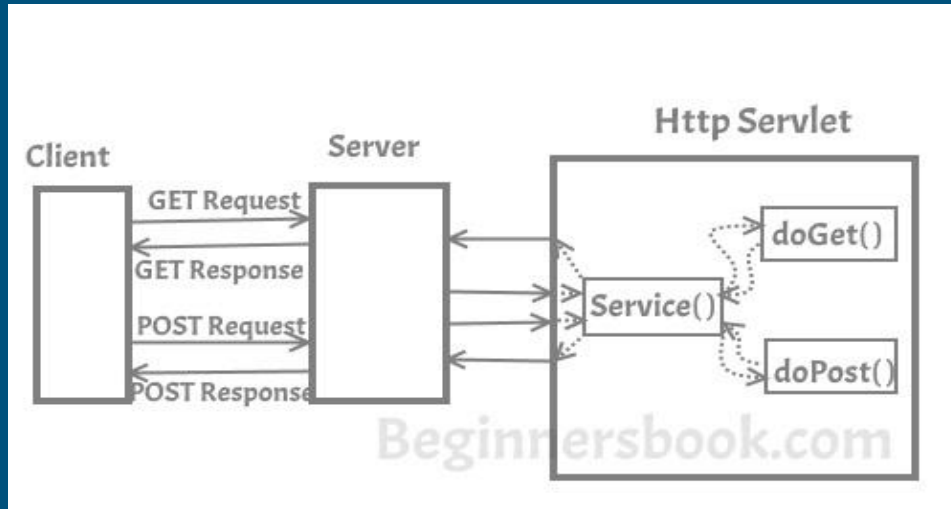 Http Servlet
Server
Client
GET Request
GET Response
POST Request
POST Response
doGet()
Service()
doPost()
Beginnersbook.com